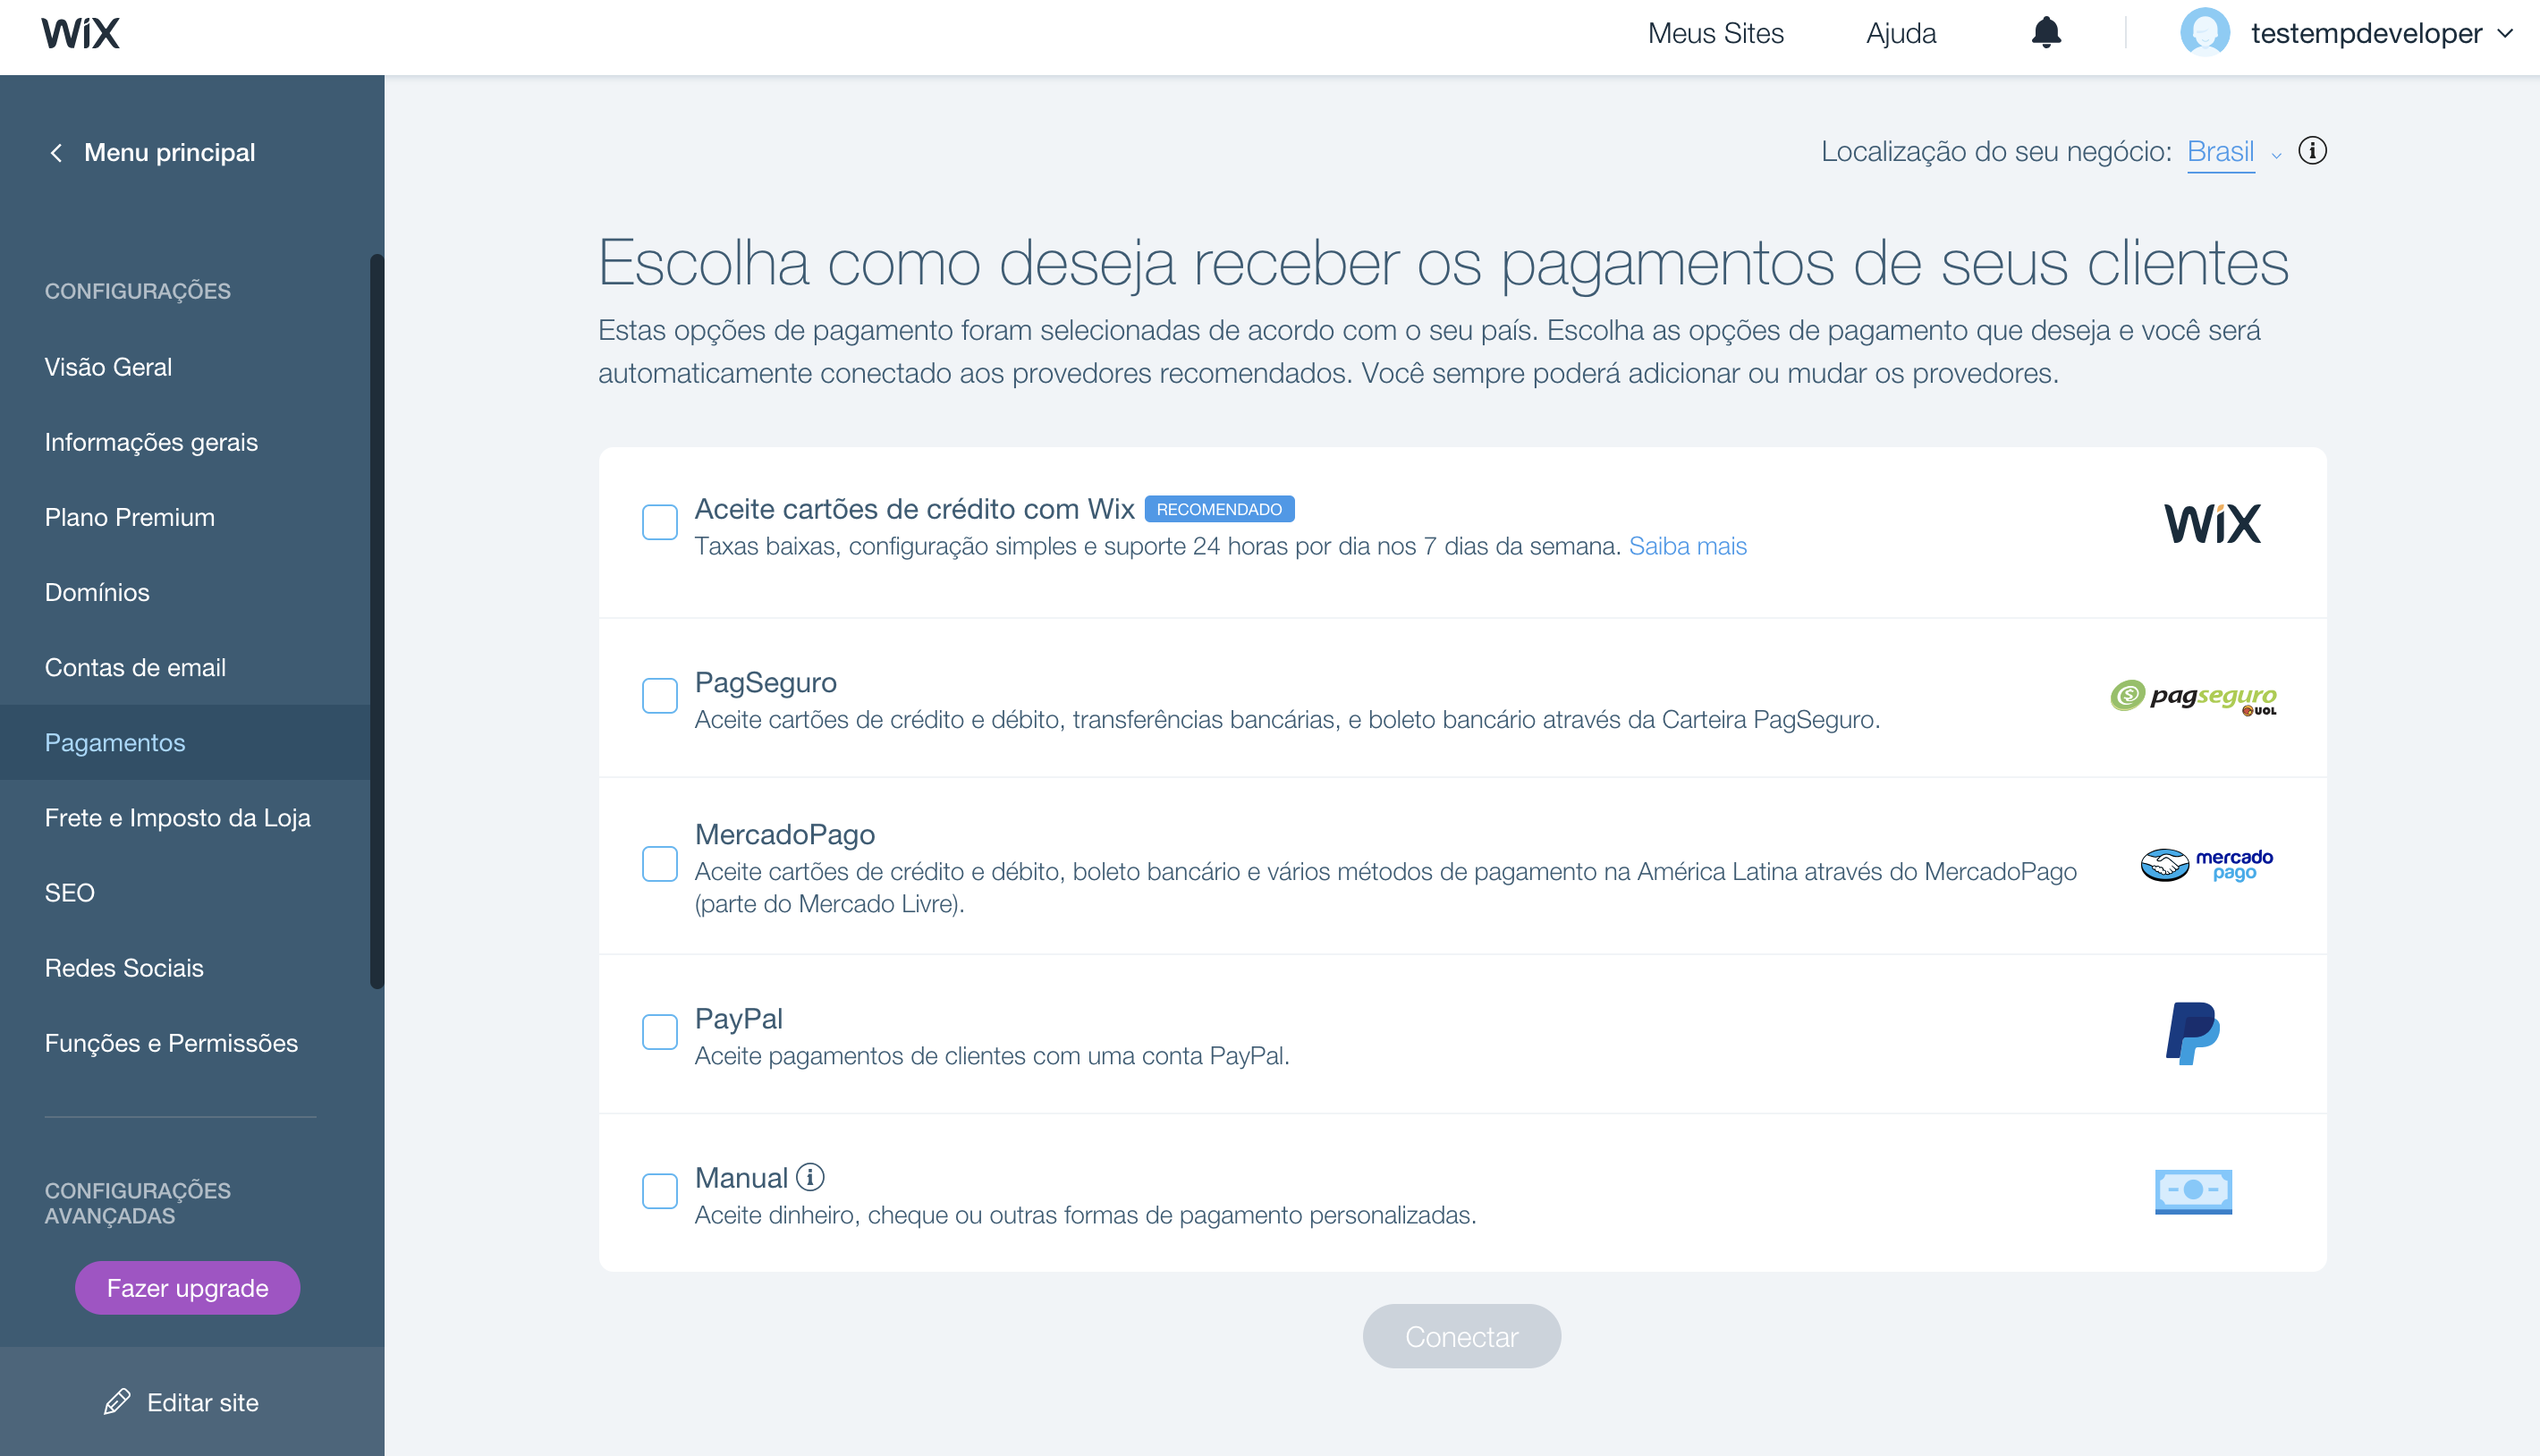 WiX
Meus Sites
Ajuda
testempdeveloper
Menu principal
CONFIGURAÇÕES
Visão Geral
Informações gerais
Plano Premium
Domínios
Contas de email
Pagamentos
Frete e Imposto da Loja
SEO
Redes Sociais
Funções e Permissões
CONFIGURAÇÕES
AVANÇADAS
Fazer upgrade
Editar site
Localização do seu negócio: Brasil
Escolha como deseja receber os pagamentos de seus clientes
Estas opções de pagamento foram selecionadas de acordo com o seu país. Escolha as opções de pagamento que deseja e você será
automaticamente conectado aos provedores recomendados. Você sempre poderá adicionar ou mudar os provedores.
Aceite cartões de crédito com Wix RECOMENDADO
Taxas baixas, configuração simples e suporte 24 horas por dia nos 7 dias da semana. Saiba mais
WiX
PagSeguro
Aceite cartões de crédito e débito, transferências bancárias, e boleto bancário através da Carteira PagSeguro.
pagseguro
UOL
MercadoPago
Aceite cartões de crédito e débito, boleto bancário e vários métodos de pagamento na América Latina através do MercadoPago
(parte do Mercado Livre).
mercado
pago
PayPal
Aceite pagamentos de clientes com uma conta PayPal.
Manual
Aceite dinheiro, cheque ou outras formas de pagamento personalizadas.
Conectar